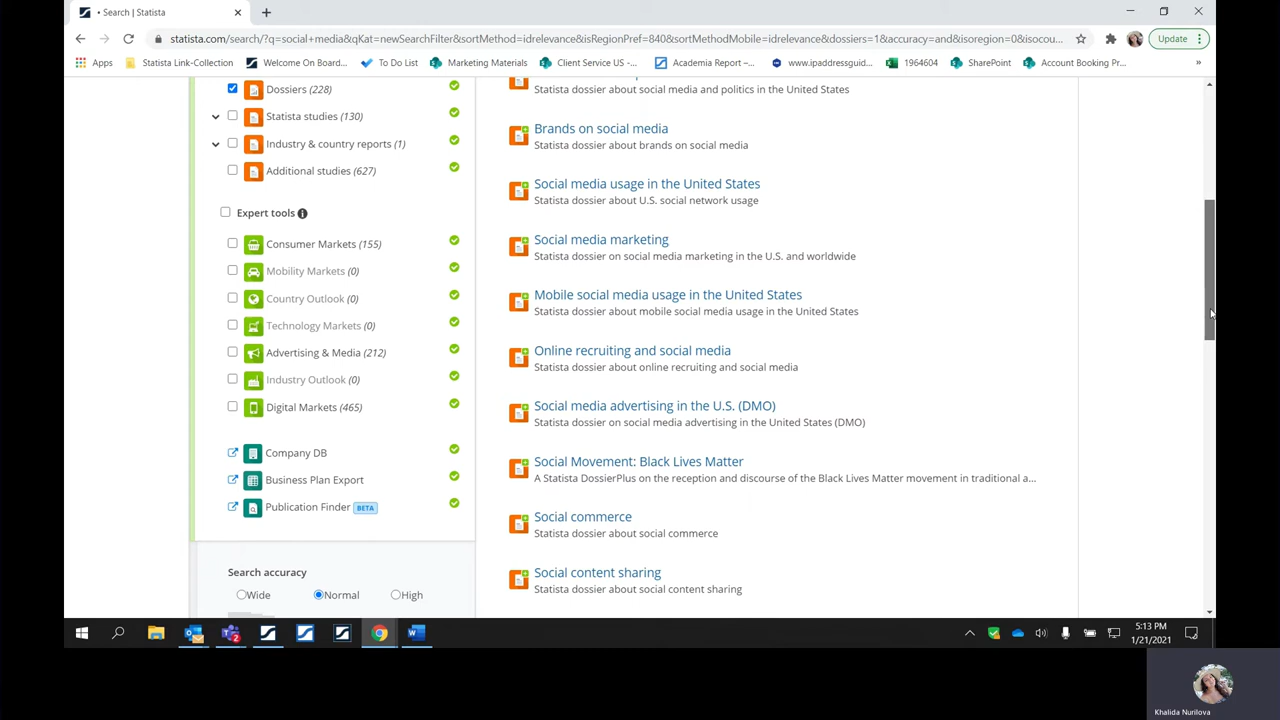 • Search | Statista
statista.com/search/?q=social+media&qKat=newSearchFilter&sortMethod=idrelevance&isRegionPref=840&sortMethodMobile=idrelevance&dossiers=1&accuracy=and&isoregion=0&isocou...
Update
Apps
Statista Link-Collection
Welcome On Board...
To Do List
Marketing Materials
Client Service US -...
Academia Report –...
www.ipaddressguid...
1964604
SharePoint
Account Booking Pr...
»
Dossiers (228)
Statista studies (130)
Industry & country reports (1)
Additional studies (627)
Expert tools
Consumer Markets (155)
Mobility Markets (0)
Country Outlook (0)
Technology Markets (0)
Advertising & Media (212)
Industry Outlook (0)
Digital Markets (465)
Company DB
Business Plan Export
Publication Finder BETA
Search accuracy
Wide Normal High
Statista dossier about social media and politics in the United States
Brands on social media
Statista dossier about brands on social media
Social media usage in the United States
Statista dossier about U.S. social network usage
Social media marketing
Statista dossier on social media marketing in the U.S. and worldwide
Mobile social media usage in the United States
Statista dossier about mobile social media usage in the United States
Online recruiting and social media
Statista dossier about online recruiting and social media
Social media advertising in the U.S. (DMO)
Statista dossier on social media advertising in the United States (DMO)
Social Movement: Black Lives Matter
A Statista DossierPlus on the reception and discourse of the Black Lives Matter movement in traditional a...
Social commerce
Statista dossier about social commerce
Social content sharing
Statista dossier about social content sharing
5:13 PM
1/21/2021
Khalida Nurilova